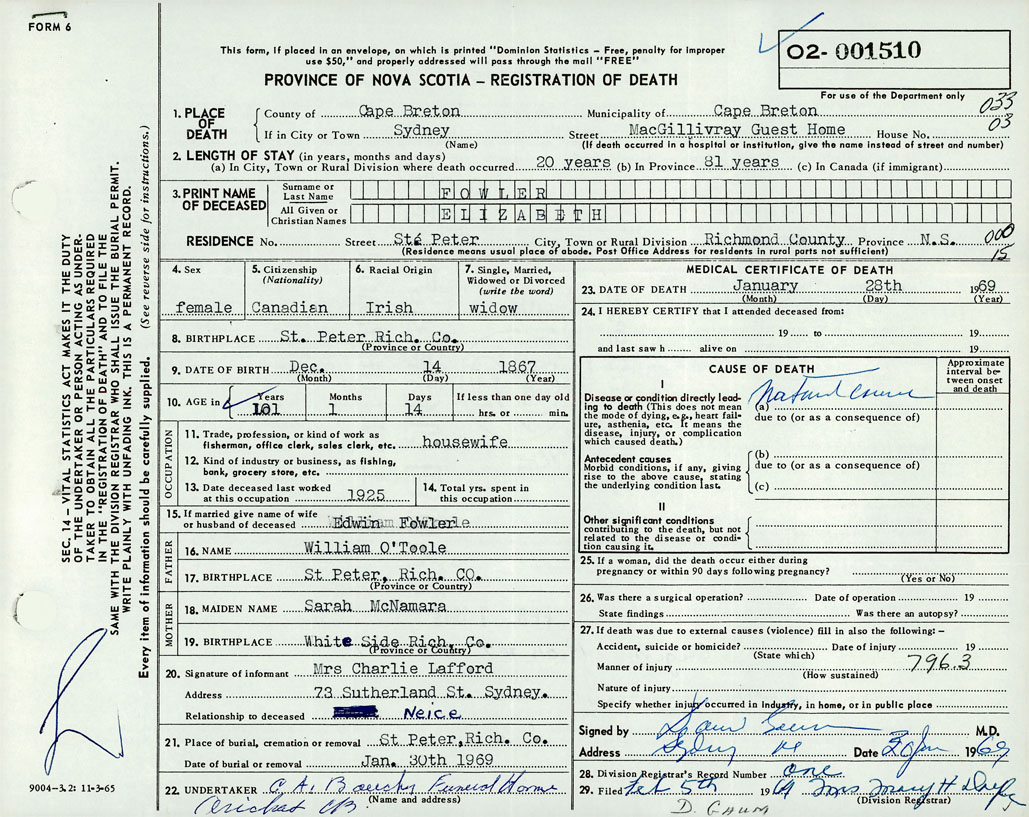 FORM 6
This form, if placed in an envelope, on which is printed "Dominion Statistics – Free, penalty for improper
use $50," and properly addressed will pass through the mail "FREE"
PROVINCE OF NOVA SCOTIA – REGISTRATION OF DEATH
02- 001510
For use of the Department only
033
03
1. PLACE OF DEATH County of Cape Breton Municipality of Cape Breton
If in City or Town Sydney Street MacGillivray Guest Home House No.
(Name) (If death occurred in a hospital or institution, give the name instead of street and number)
2. LENGTH OF STAY (in years, months and days)
(a) In City, Town or Rural Division where death occurred 20 years (b) In Province 81 years (c) In Canada (if immigrant)
3. PRINT NAME OF DECEASED Surname or Last Name FOWLER
All Given or Christian Names ELIZABETH
RESIDENCE No. Street St. Peter City, Town or Rural Division Richmond County Province N.S. 000
(Residence means usual place of abode. Post Office Address for residents in rural parts not sufficient) 15
4. Sex 5. Citizenship (Nationality) 6. Racial Origin 7. Single, Married, Widowed or Divorced (write the word)
female Canadian Irish widow
8. BIRTHPLACE St. Peter Rich. Co.
(Province or Country)
9. DATE OF BIRTH Dec. 14 1867
(Month) (Day) (Year)
10. AGE in Years Months Days If less than one day old
101 1 14 hrs. or min.
OCCUPATION
11. Trade, profession, or kind of work as
fisherman, office clerk, sales clerk, etc. housewife
12. Kind of industry or business, as fishing,
bank, grocery store, etc.
13. Date deceased last worked at this occupation 1925
14. Total yrs. spent in this occupation
15. If married give name of wife
or husband of deceased Edwin Fowler
FATHER
16. NAME William O'Toole
17. BIRTHPLACE St Peter, Rich. CO.
(Province or Country)
MOTHER
18. MAIDEN NAME Sarah McNamara
19. BIRTHPLACE White Side Rich. Co.
(Province or Country)
20. Signature of informant Mrs Charlie Lafford
Address 73 Sutherland St. Sydney.
Relationship to deceased Neice
21. Place of burial, cremation or removal St Peter, Rich. Co.
Date of burial or removal Jan. 30th 1969
22. UNDERTAKER C. A. Bouchy Funeral Home
(Name and address)
Arichat CB
MEDICAL CERTIFICATE OF DEATH
23. DATE OF DEATH January 28th 1969
(Month) (Day) (Year)
24. I HEREBY CERTIFY that I attended deceased from:
19 to 19
and last saw h alive on 19
CAUSE OF DEATH
Approximate interval between onset and death
I
Disease or condition directly lead-
ing to death (This does not
mean the mode of dying, e.g., heart fail-
ure, asthenia, etc. It means the
disease, injury, or complication
which caused death.)
(a) Natural causes
due to (or as a consequence of)
Antecedent causes
Morbid conditions, if any, giving
rise to the above cause, stating
the underlying condition last.
(b)
due to (or as a consequence of)
(c)
II
Other significant conditions
contributing to the death, but not
related to the disease or condi-
tion causing it.
25. If a woman, did the death occur either during
pregnancy or within 90 days following pregnancy?
(Yes or No)
26. Was there a surgical operation? Date of operation 19
State findings Was there an autopsy?
27. If death was due to external causes (violence) fill in also the following: –
Accident, suicide or homicide? Date of injury 19
(State which)
Manner of injury 796.3
(How sustained)
Nature of injury
Specify whether injury occurred in Industry, in home, or in public place
Signed by M.D.
Address Sydney Date 30 Jan 1969
28. Division Registrar's Record Number one
29. Filed Feb 5th 1969 Mrs Mary H
(Division Registrar)
D. GAUM
SEC. 14 – VITAL STATISTICS ACT MAKES IT THE DUTY
OF THE UNDERTAKER OR PERSON ACTING AS UNDER-
TAKER TO OBTAIN ALL THE PARTICULARS REQUIRED
IN THE "REGISTRATION OF DEATH" AND TO FILE THE
SAME WITH THE DIVISION REGISTRAR WHO SHALL ISSUE THE BURIAL PERMIT.
WRITE PLAINLY WITH UNFADING INK. THIS IS A PERMANENT RECORD.
Every item of information should be carefully supplied. (See reverse side for instructions.)
9004-3.2: 11-3-65